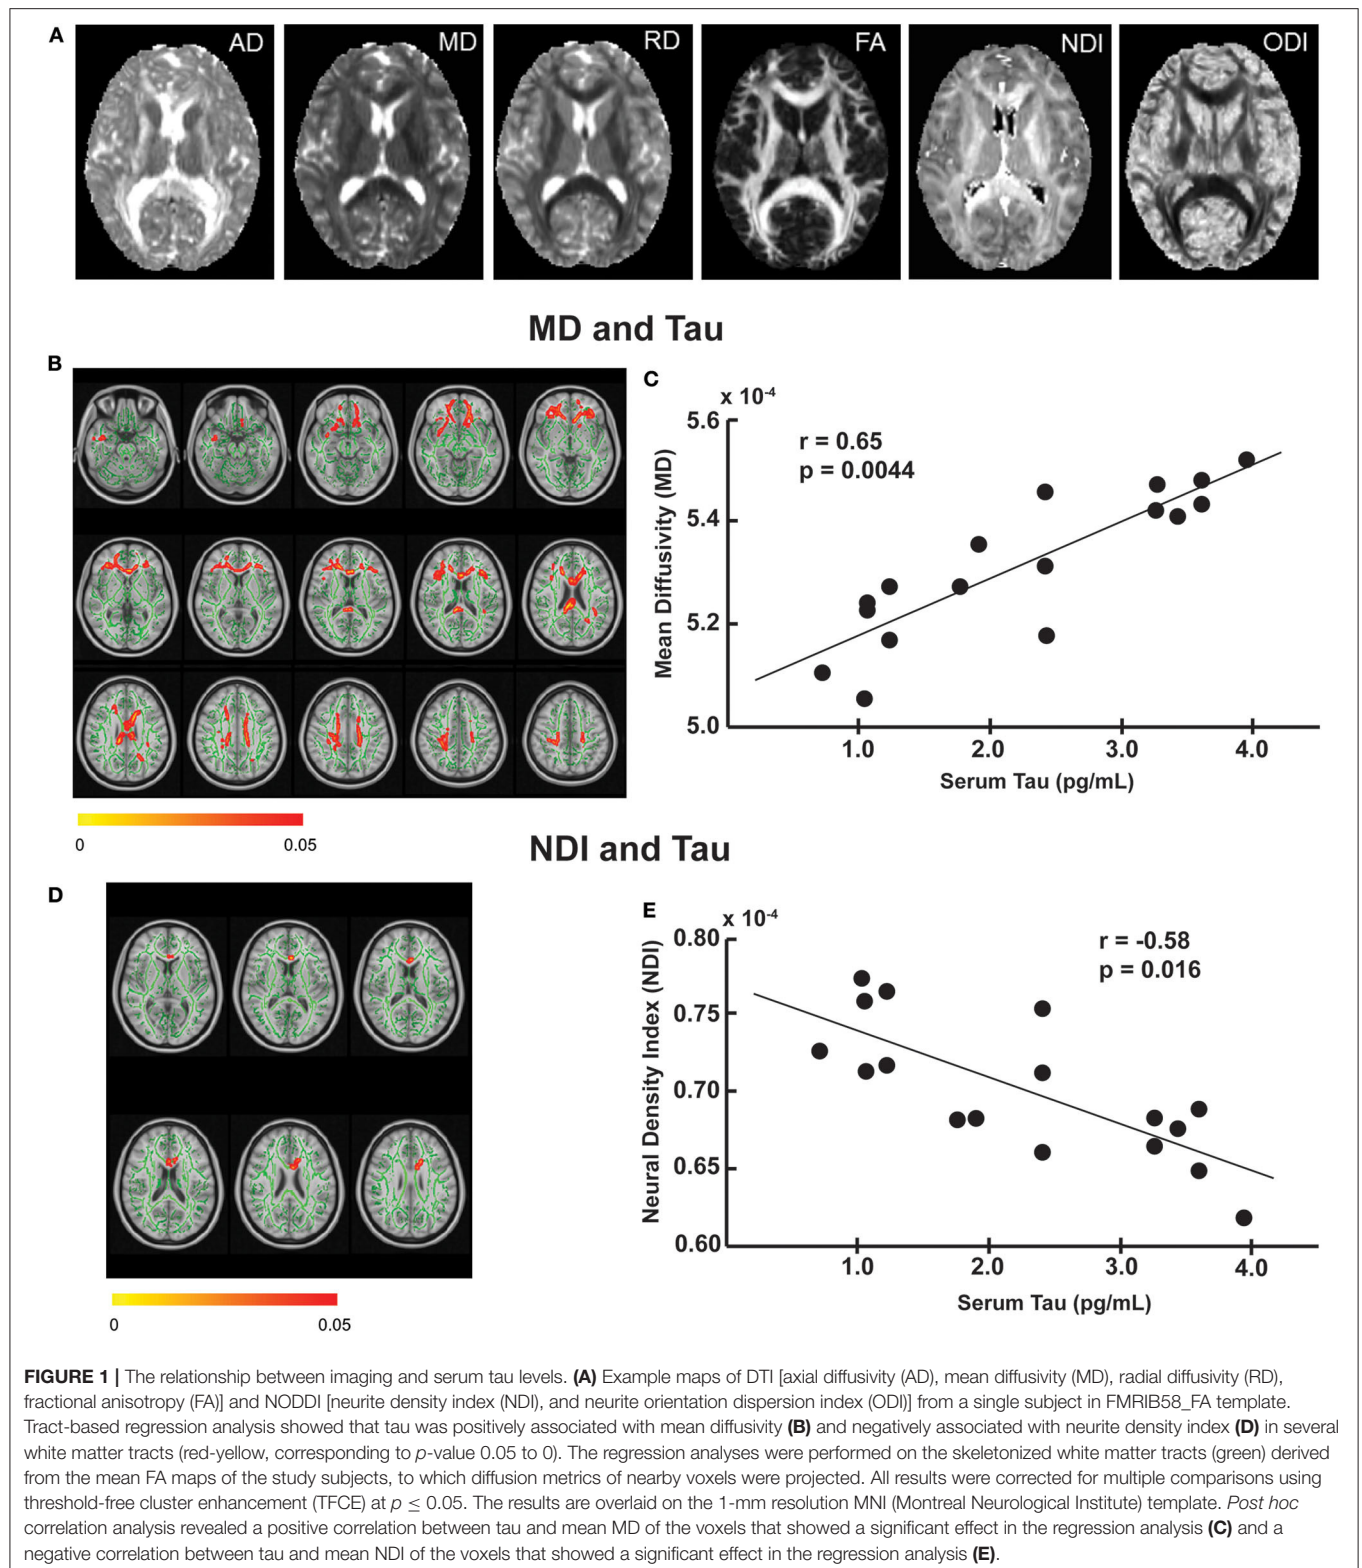 A
AD
MD
RD
FA
NDI
ODI
MD and Tau
B
0
0.05
C
x 10-4
5.6
5.4
5.2
5.0
Mean Diffusivity (MD)
r = 0.65
p = 0.0044
1.0
2.0
3.0
4.0
Serum Tau (pg/mL)
NDI and Tau
D
0
0.05
E
x 10-4
0.80
0.75
0.70
0.65
0.60
Neural Density Index (NDI)
r = -0.58
p = 0.016
1.0
2.0
3.0
4.0
Serum Tau (pg/mL)
FIGURE 1 | The relationship between imaging and serum tau levels. (A) Example maps of DTI [axial diffusivity (AD), mean diffusivity (MD), radial diffusivity (RD),
fractional anisotropy (FA)] and NODDI [neurite density index (NDI), and neurite orientation dispersion index (ODI)] from a single subject in FMRIB58_FA template.
Tract-based regression analysis showed that tau was positively associated with mean diffusivity (B) and negatively associated with neurite density index (D) in several
white matter tracts (red-yellow, corresponding to p-value 0.05 to 0). The regression analyses were performed on the skeletonized white matter tracts (green) derived
from the mean FA maps of the study subjects, to which diffusion metrics of nearby voxels were projected. All results were corrected for multiple comparisons using
threshold-free cluster enhancement (TFCE) at p ≤ 0.05. The results are overlaid on the 1-mm resolution MNI (Montreal Neurological Institute) template. Post hoc
correlation analysis revealed a positive correlation between tau and mean MD of the voxels that showed a significant effect in the regression analysis (C) and a
negative correlation between tau and mean NDI of the voxels that showed a significant effect in the regression analysis (E).